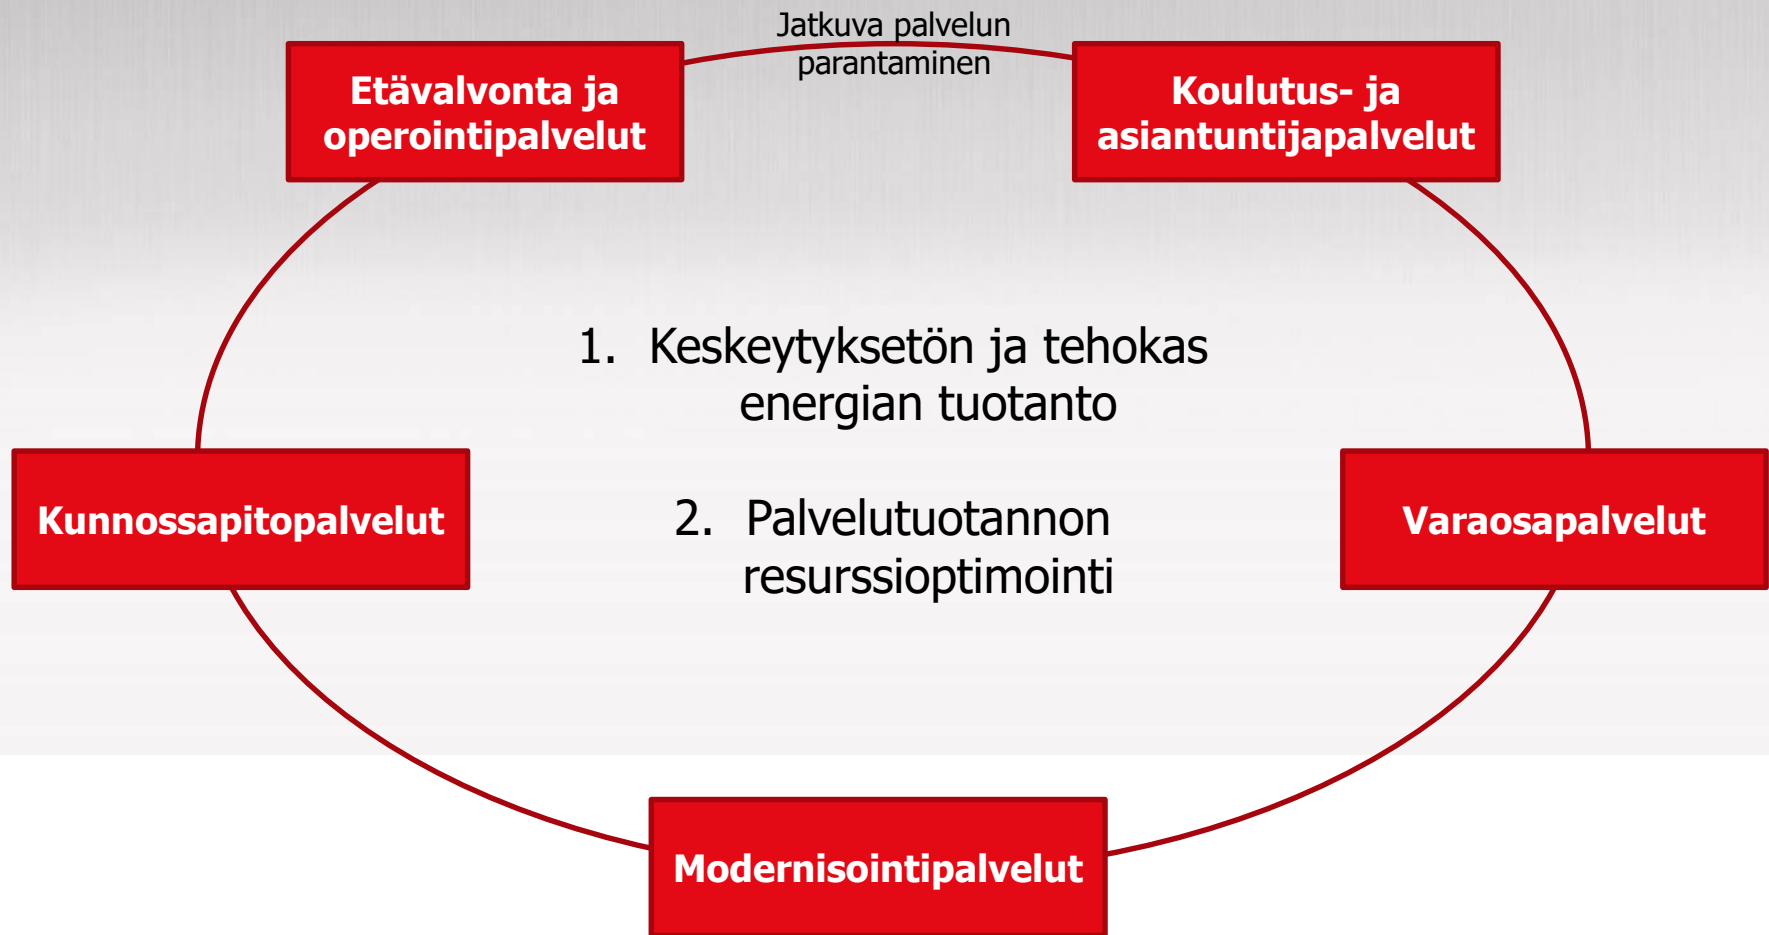 Jatkuva palvelun
parantaminen
Etävalvonta ja
operointipalvelut
Koulutus- ja
asiantuntijapalvelut
1. Keskeytyksetön ja tehokas
energian tuotanto
Kunnossapitopalvelut
2. Palvelutuotannon
resurssioptimointi
Varaosapalvelut
Modernisointipalvelut